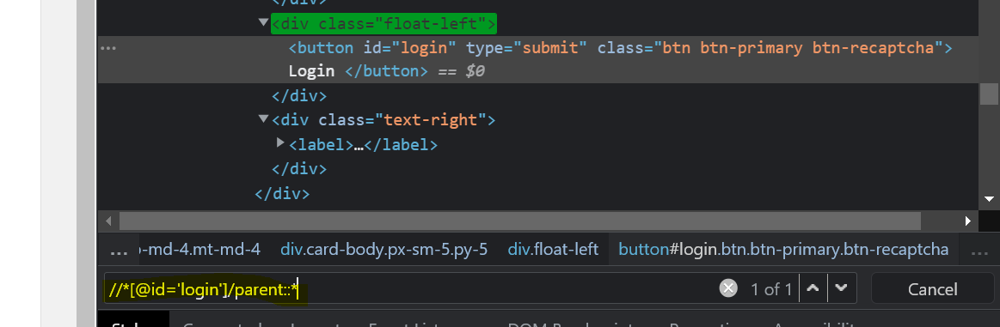 </div>
▼<div class="float-left">
... <button id="login" type="submit" class="btn btn-primary btn-recaptcha">
Login </button> == $0
</div>
▼<div class="text-right">
▶<label>…</label>
</div>
</div>
... -md-4.mt-md-4 div.card-body.px-sm-5.py-5 div.float-left button#login.btn.btn-primary.btn-recaptcha ...
//*[@id='login']/parent::* 1 of 1 Cancel